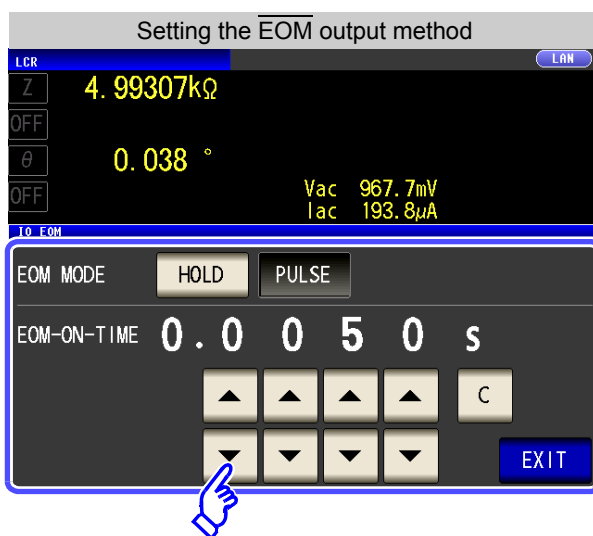 Setting the EOM output method
LCR LAN
Z 4.99307kΩ
OFF
θ 0.038 °
OFF Vac 967.7mV
Iac 193.8μA
IO EOM
EOM MODE HOLD PULSE
EOM-ON-TIME 0.0050 s
C
EXIT